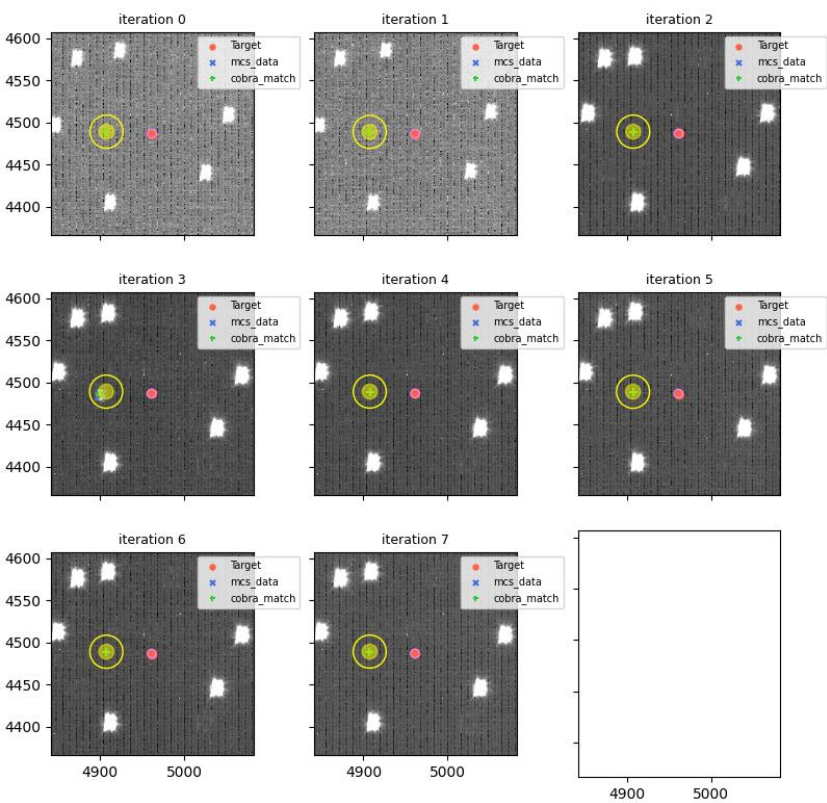 iteration 0
iteration 1
iteration 2
4600
4550
4500
4450
4400
Target
mcs_data
cobra_match
Target
mcs_data
cobra_match
Target
mcs_data
cobra_match
iteration 3
iteration 4
iteration 5
4600
4550
4500
4450
4400
Target
mcs_data
cobra_match
Target
mcs_data
cobra_match
Target
mcs_data
cobra_match
iteration 6
iteration 7
4600
4550
4500
4450
4400
Target
mcs_data
cobra_match
Target
mcs_data
cobra_match
4900 5000
4900 5000
4900 5000